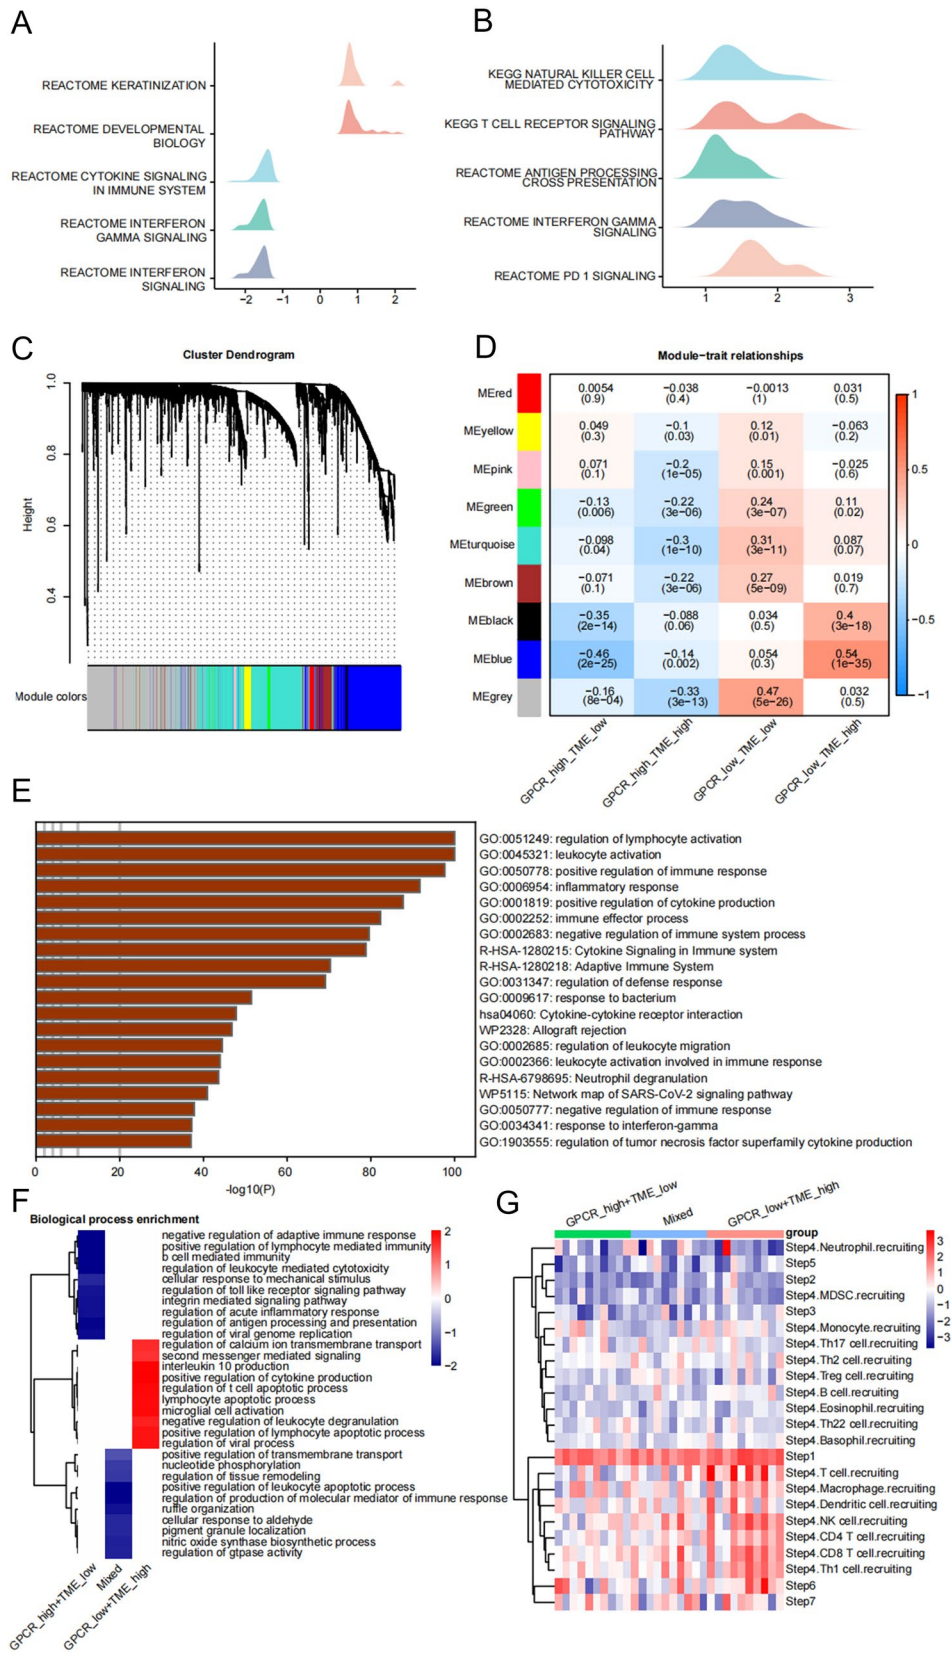 A
REACTOME KERATINIZATION
REACTOME DEVELOPMENTAL
BIOLOGY
REACTOME CYTOKINE SIGNALING
IN IMMUNE SYSTEM
REACTOME INTERFERON
GAMMA SIGNALING
REACTOME INTERFERON
SIGNALING
−2 −1 0 1 2
B
KEGG NATURAL KILLER CELL
MEDIATED CYTOTOXICITY
KEGG T CELL RECEPTOR SIGNALING
PATHWAY
REACTOME ANTIGEN PROCESSING
CROSS PRESENTATION
REACTOME INTERFERON GAMMA
SIGNALING
REACTOME PD 1 SIGNALING
1 2 3
C
Cluster Dendrogram
Height
1.0
0.8
0.6
0.4
Module colors
D
Module−trait relationships
MEred 0.0054 −0.038 −0.0013 0.031
(0.9) (0.4) (1) (0.5)
MEyellow 0.049 −0.1 0.12 −0.063
(0.3) (0.03) (0.01) (0.2)
MEpink 0.071 −0.2 0.15 −0.025
(0.1) (1e−05) (0.001) (0.6)
MEgreen −0.13 −0.22 0.24 0.11
(0.006) (3e−06) (3e−07) (0.02)
MEturquoise −0.098 −0.3 0.31 0.087
(0.04) (1e−10) (3e−11) (0.07)
MEbrown −0.071 −0.22 0.27 0.019
(0.1) (3e−06) (5e−09) (0.7)
MEblack −0.35 −0.088 0.034 0.4
(2e−14) (0.06) (0.5) (3e−18)
MEblue −0.46 −0.14 0.054 0.54
(2e−25) (0.002) (0.3) (1e−35)
MEgrey −0.16 −0.33 0.47 0.032
(8e−04) (3e−13) (5e−26) (0.5)
GPCR_high_TME_low
GPCR_high_TME_high
GPCR_low_TME_low
GPCR_low_TME_high
1
0.5
0
−0.5
−1
E
GO:0051249: regulation of lymphocyte activation
GO:0045321: leukocyte activation
GO:0050778: positive regulation of immune response
GO:0006954: inflammatory response
GO:0001819: positive regulation of cytokine production
GO:0002252: immune effector process
GO:0002683: negative regulation of immune system process
R-HSA-1280215: Cytokine Signaling in Immune system
R-HSA-1280218: Adaptive Immune System
GO:0031347: regulation of defense response
GO:0009617: response to bacterium
hsa04060: Cytokine-cytokine receptor interaction
WP2328: Allograft rejection
GO:0002685: regulation of leukocyte migration
GO:0002366: leukocyte activation involved in immune response
R-HSA-6798695: Neutrophil degranulation
WP5115: Network map of SARS-CoV-2 signaling pathway
GO:0050777: negative regulation of immune response
GO:0034341: response to interferon-gamma
GO:1903555: regulation of tumor necrosis factor superfamily cytokine production
0 20 40 60 80 100
-log10(P)
F
Biological process enrichment
negative regulation of adaptive immune response
positive regulation of lymphocyte mediated immunity
b cell mediated immunity
regulation of leukocyte mediated cytotoxicity
cellular response to mechanical stimulus
regulation of toll like receptor signaling pathway
integrin mediated signaling pathway
regulation of acute inflammatory response
regulation of antigen processing and presentation
regulation of viral genome replication
regulation of calcium ion transmembrane transport
second messenger mediated signaling
interleukin 10 production
positive regulation of cytokine production
regulation of t cell apoptotic process
lymphocyte apoptotic process
microglial cell activation
negative regulation of leukocyte degranulation
positive regulation of lymphocyte apoptotic process
regulation of viral process
positive regulation of transmembrane transport
nucleotide phosphorylation
regulation of tissue remodeling
positive regulation of leukocyte apoptotic process
regulation of production of molecular mediator of immune response
ruffle organization
cellular response to aldehyde
pigment granule localization
nitric oxide synthase biosynthetic process
regulation of gtpase activity
GPCR_high+TME_low
Mixed
GPCR_low+TME_high
2
1
0
−1
−2
G
GPCR_high+TME_low
Mixed
GPCR_low+TME_high
group
Step4.Neutrophil.recruiting
Step5
Step2
Step4.MDSC.recruiting
Step3
Step4.Monocyte.recruiting
Step4.Th17 cell.recruiting
Step4.Th2 cell.recruiting
Step4.Treg cell.recruiting
Step4.B cell.recruiting
Step4.Eosinophil.recruiting
Step4.Th22 cell.recruiting
Step4.Basophil.recruiting
Step1
Step4.T cell.recruiting
Step4.Macrophage.recruiting
Step4.Dendritic cell.recruiting
Step4.NK cell.recruiting
Step4.CD4 T cell.recruiting
Step4.CD8 T cell.recruiting
Step4.Th1 cell.recruiting
Step6
Step7
3
2
1
0
−1
−2
−3